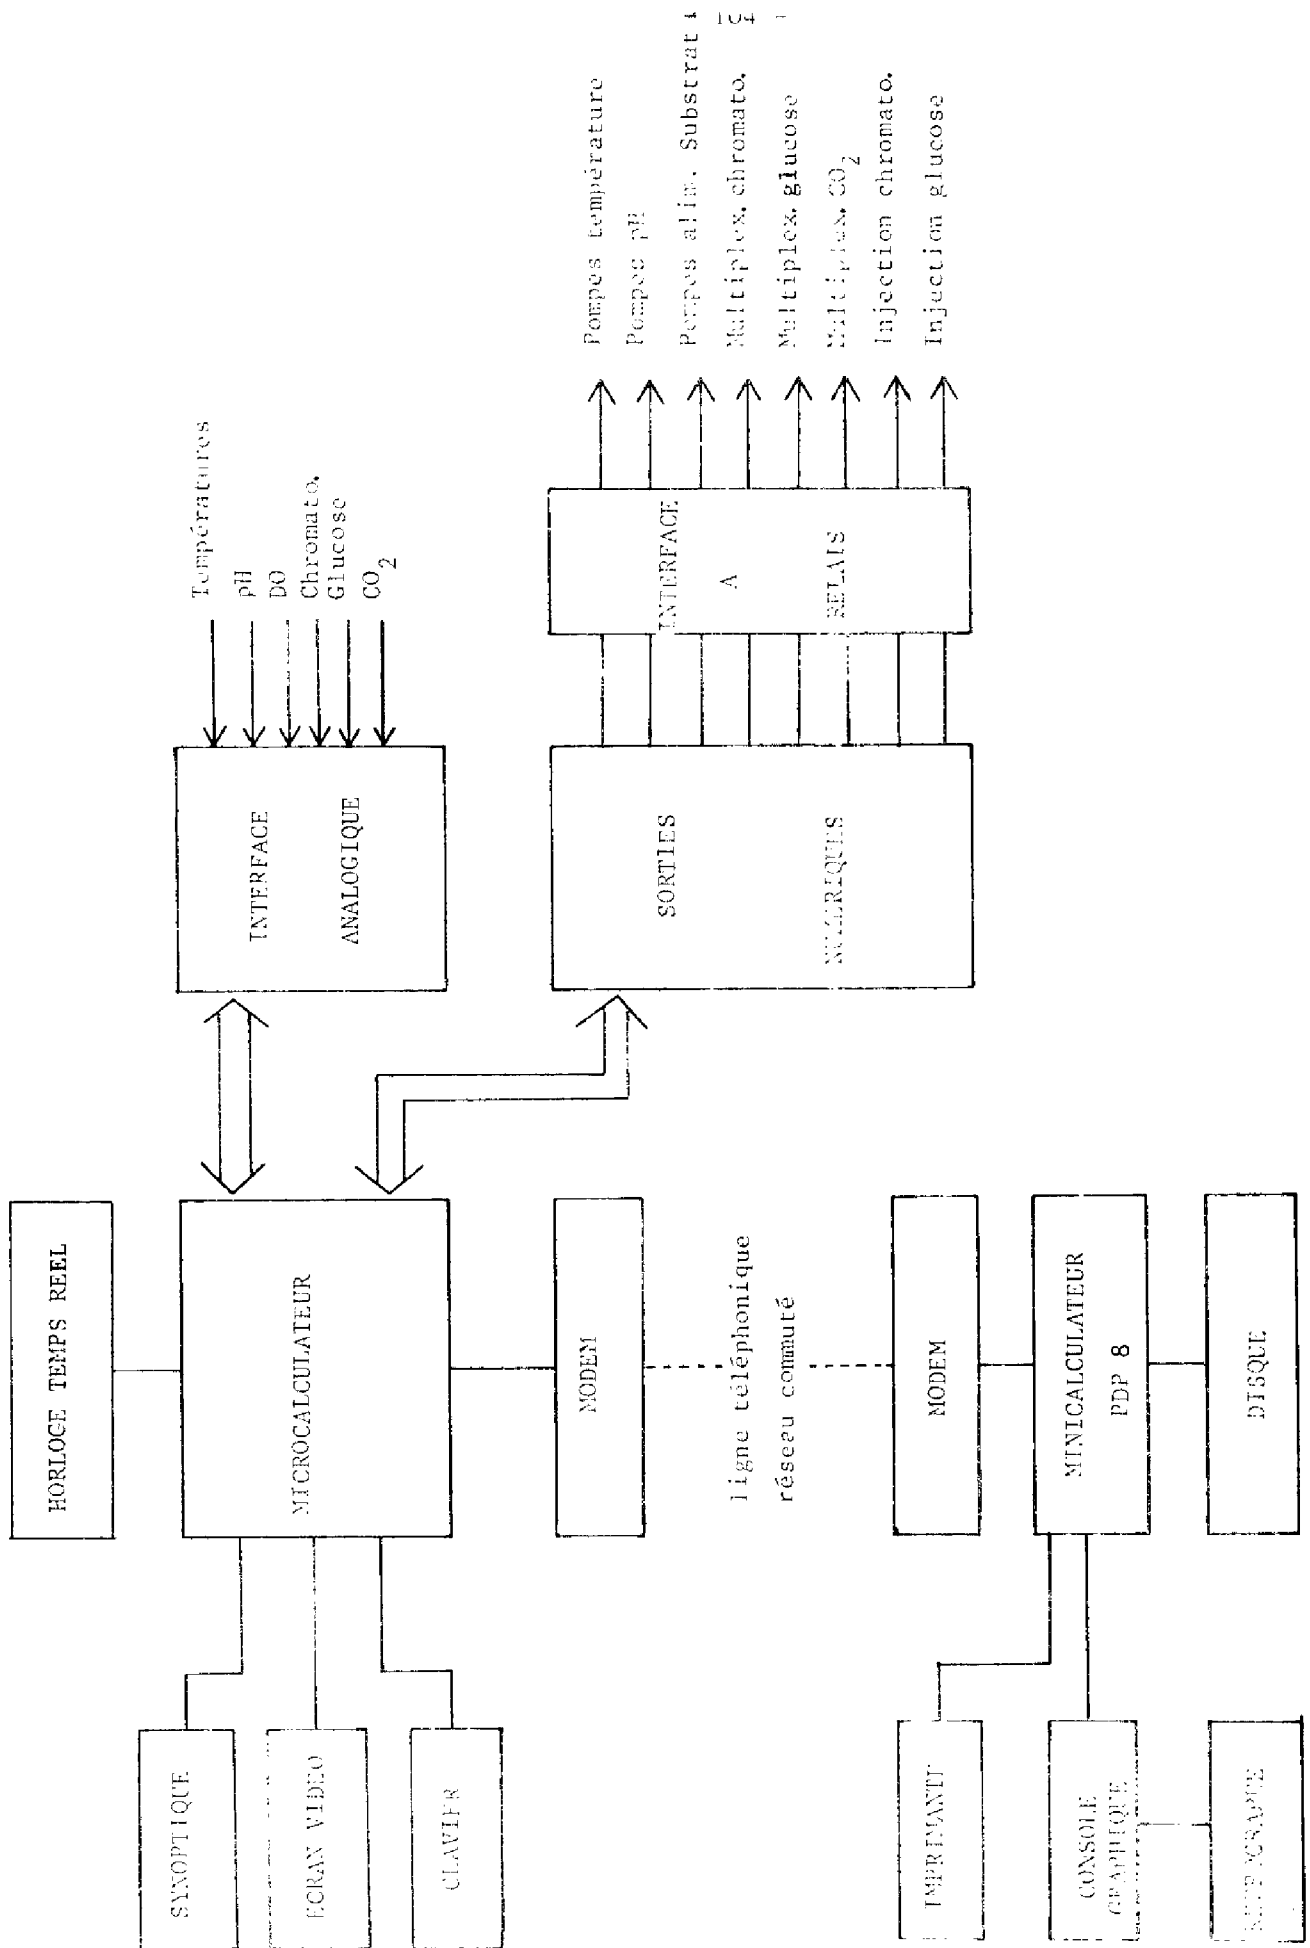 104 -
HORLOGE TEMPS REEL
SYNOPTIQUE
ECRAN VIDEO
CLAVIER
MICROCALCULATEUR
MODEM
ligne téléphonique
réseau commuté
MODEM
MINICALCULATEUR
PDP 8
DISQUE
IMPRIMANTE
CONSOLE
GRAPHIQUE
INTERFACE
ANALOGIQUE
Températures
pH
DO
Chromato.
Glucose
CO2
SORTIES
NUMERIQUES
INTERFACE
A
RELAIS
Pompes température
Pompes pH
Pompes alim. Substrat
Multiplex. chromato.
Multiplex. glucose
Multiplex. CO2
Injection chromato.
Injection glucose